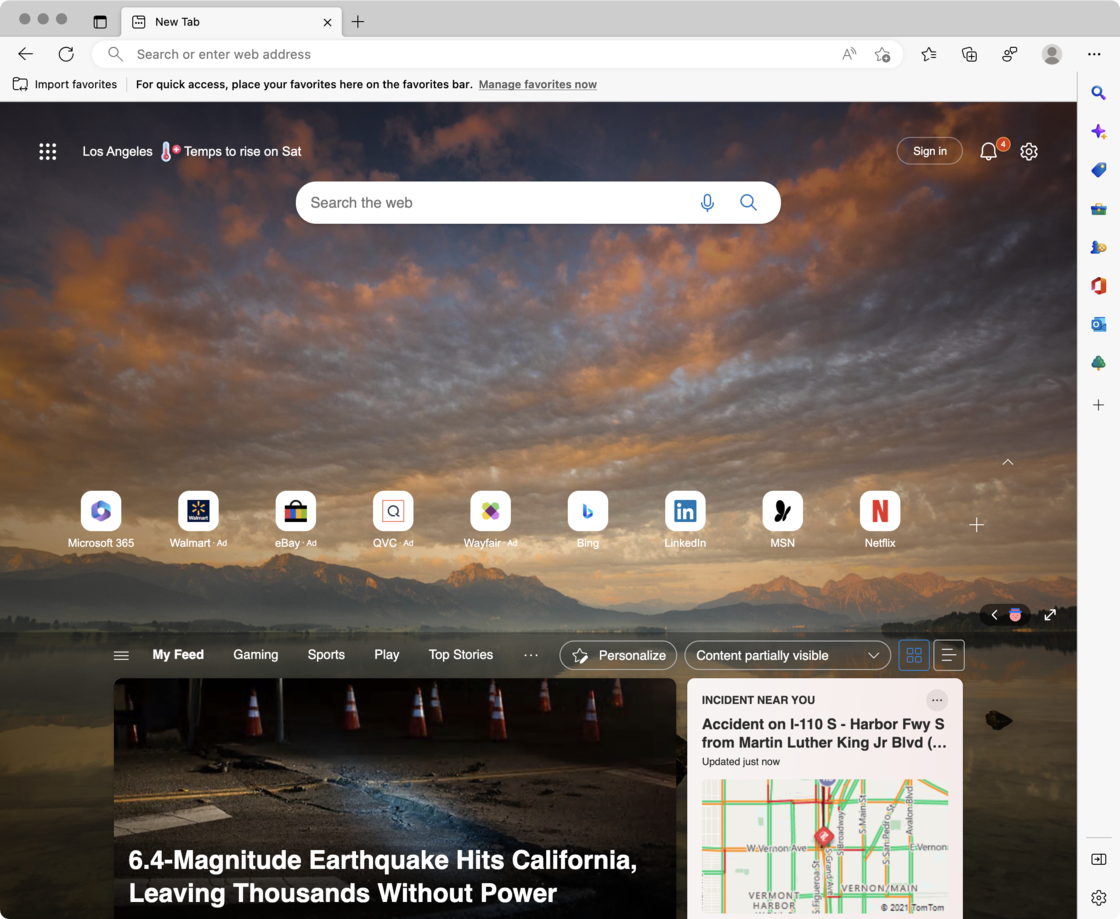 New Tab
Search or enter web address
Import favorites
For quick access, place your favorites here on the favorites bar. Manage favorites now
Los Angeles Temps to rise on Sat
Sign in
4
Search the web
Walmart
Microsoft 365
Walmart · Ad
eBay · Ad
QVC · Ad
Wayfair · Ad
Bing
LinkedIn
MSN
Netflix
My Feed
Gaming
Sports
Play
Top Stories
Personalize
Content partially visible
6.4-Magnitude Earthquake Hits California,
Leaving Thousands Without Power
INCIDENT NEAR YOU
Accident on I-110 S - Harbor Fwy S
from Martin Luther King Jr Blvd (...
Updated just now
S Main St
S Broadway
S San Pedro St
Avalon Blvd
W Vernon Ave
E Vernon
S Grand Ave
S Figueroa St
VERNON/MAIN
VERMONT
HARBOR
© 2021 TomTom